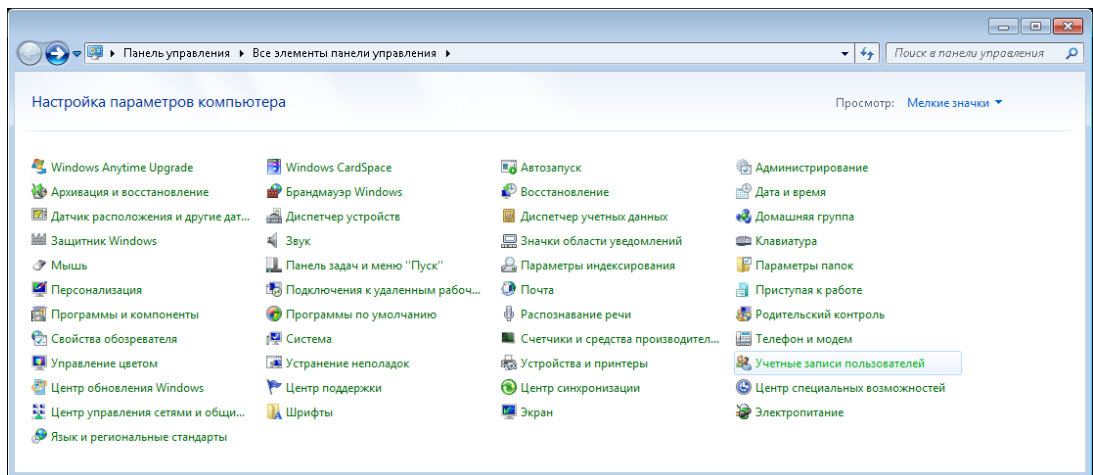 Панель управления ▸ Все элементы панели управления ▸
Поиск в панели управления
Настройка параметров компьютера
Просмотр: Мелкие значки
Windows Anytime Upgrade Windows CardSpace Автозапуск Администрирование
Архивация и восстановление Брандмауэр Windows Восстановление Дата и время
Датчик расположения и другие дат... Диспетчер устройств Диспетчер учетных данных Домашняя группа
Защитник Windows Звук Значки области уведомлений Клавиатура
Мышь Панель задач и меню "Пуск" Параметры индексирования Параметры папок
Персонализация Подключения к удаленным рабоч... Почта Приступая к работе
Программы и компоненты Программы по умолчанию Распознавание речи Родительский контроль
Свойства обозревателя Система Счетчики и средства производител... Телефон и модем
Управление цветом Устранение неполадок Устройства и принтеры Учетные записи пользователей
Центр обновления Windows Центр поддержки Центр синхронизации Центр специальных возможностей
Центр управления сетями и общи... Шрифты Экран Электропитание
Язык и региональные стандарты